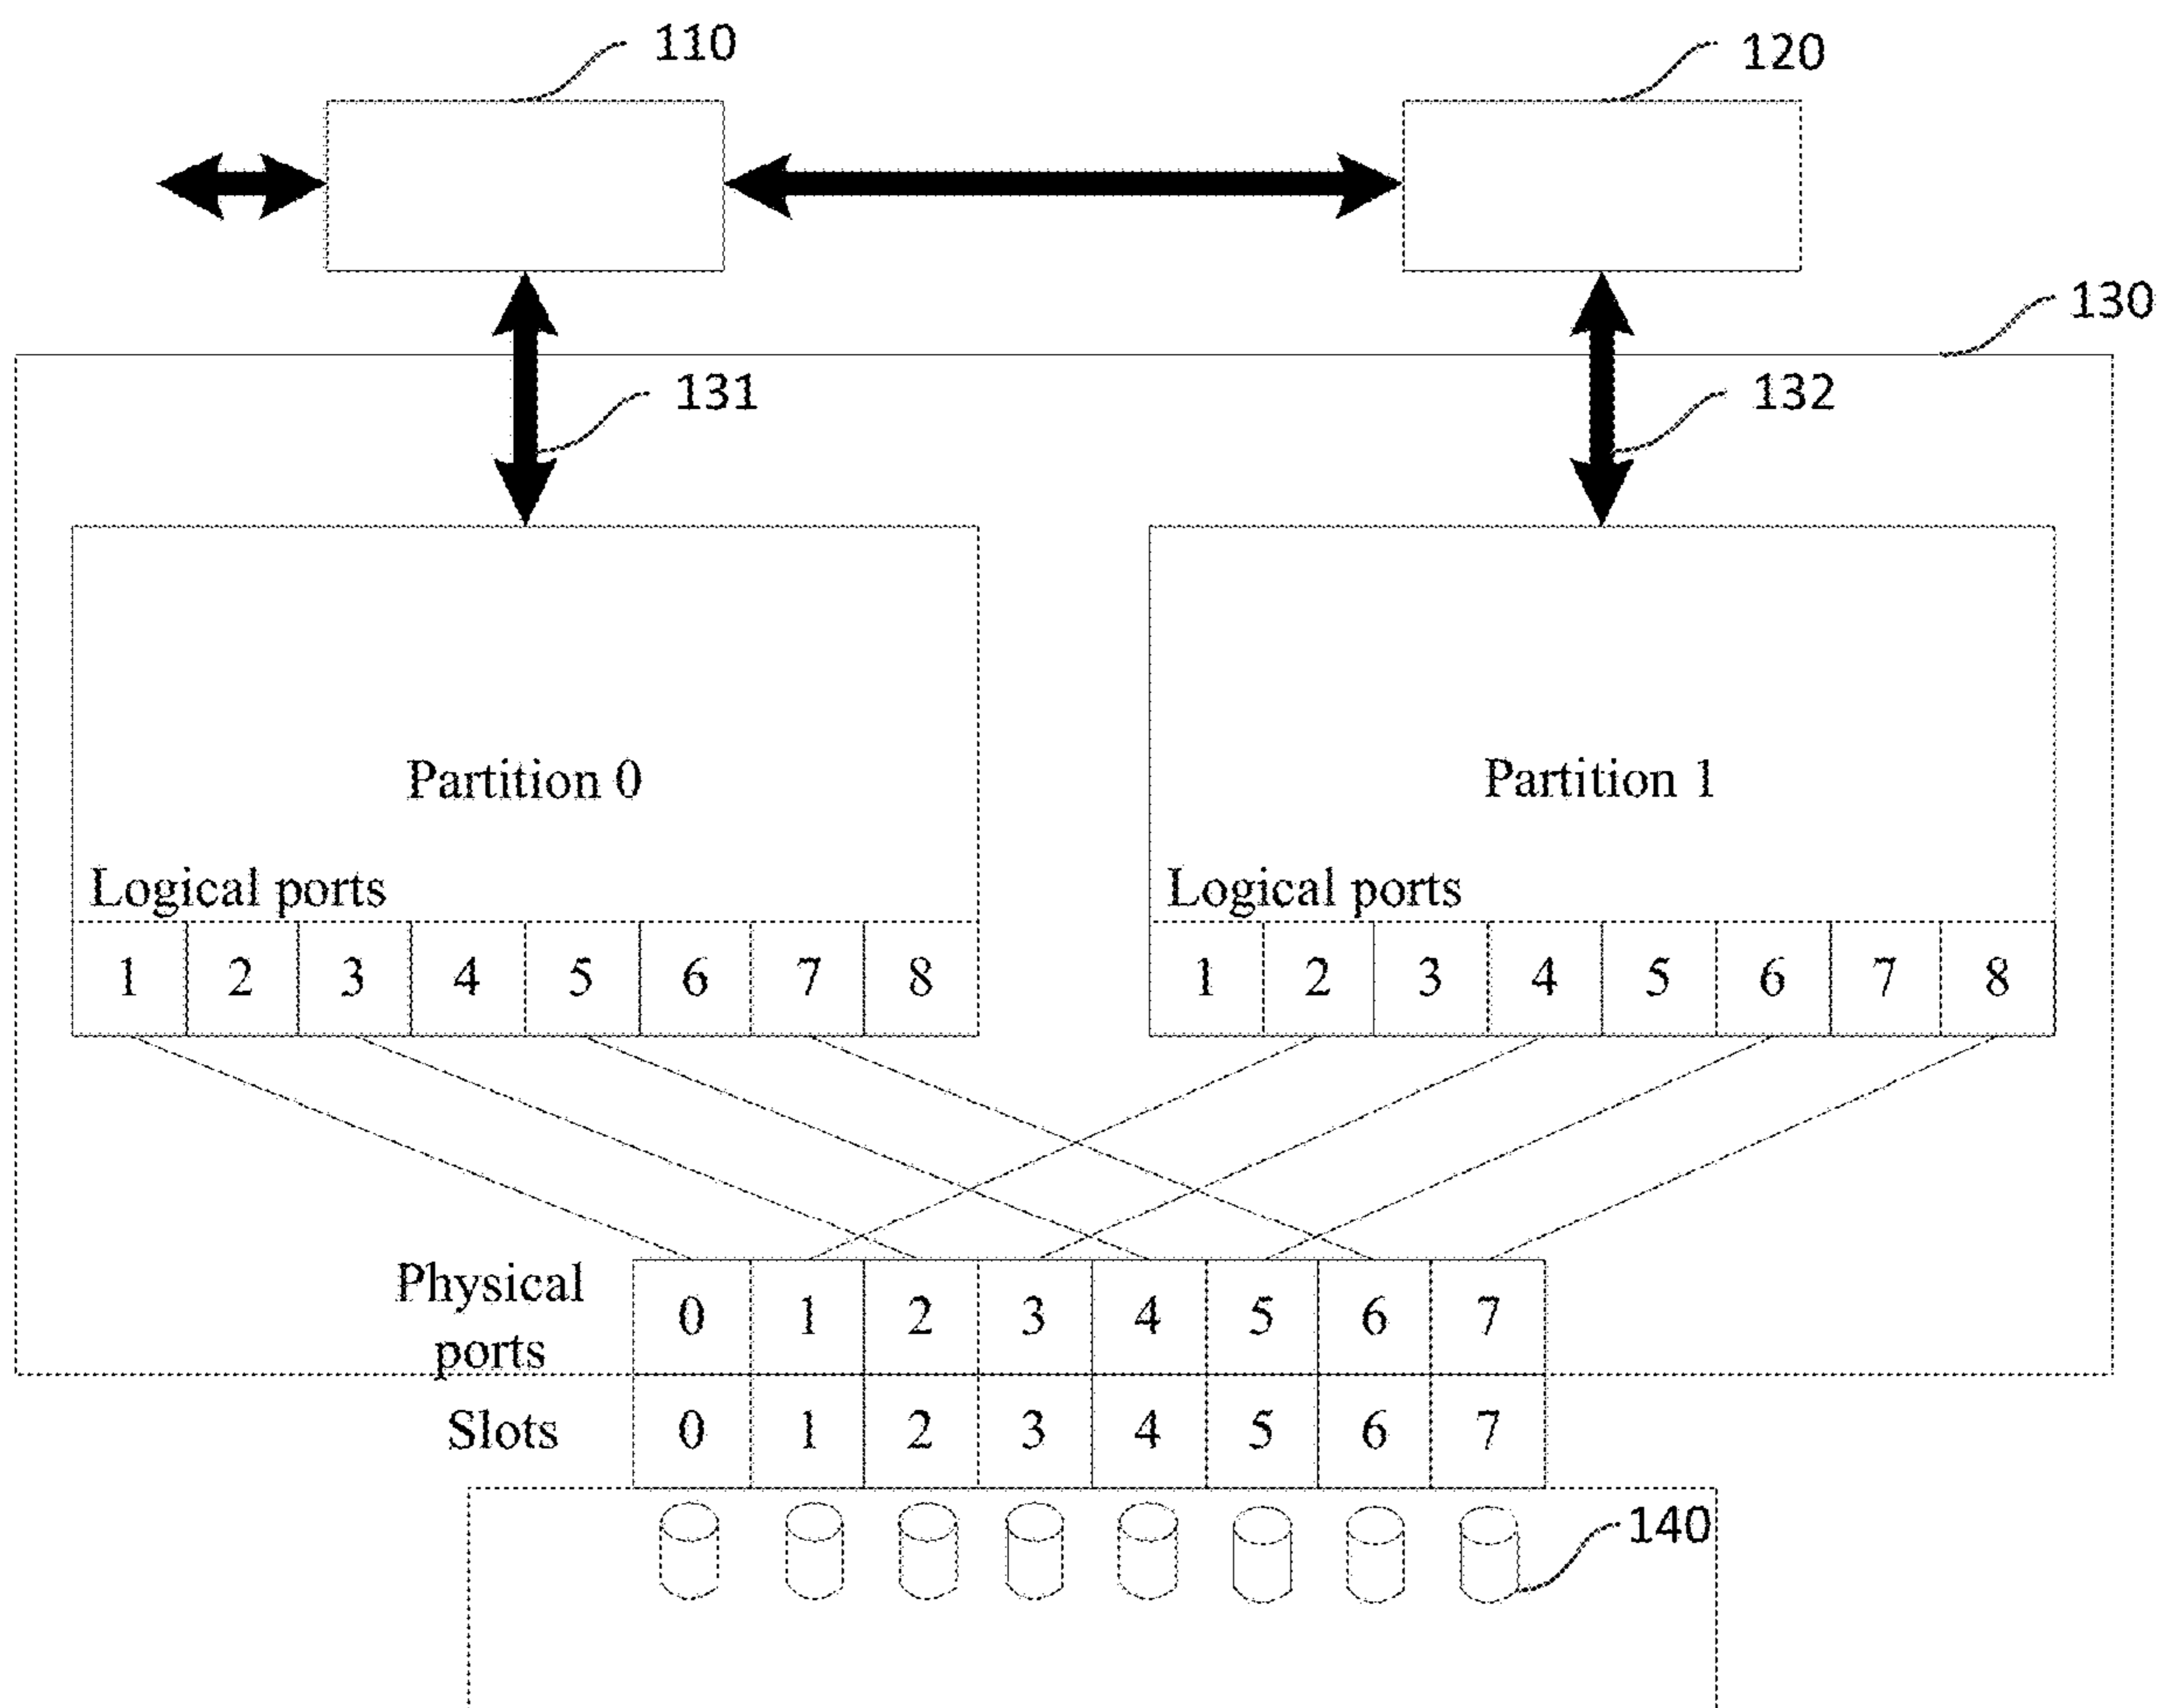 110
120
130
131
132
Partition 0
Partition 1
Logical ports
Logical ports
1 2 3 4 5 6 7 8
1 2 3 4 5 6 7 8
Physical
ports
0 1 2 3 4 5 6 7
Slots
0 1 2 3 4 5 6 7
140